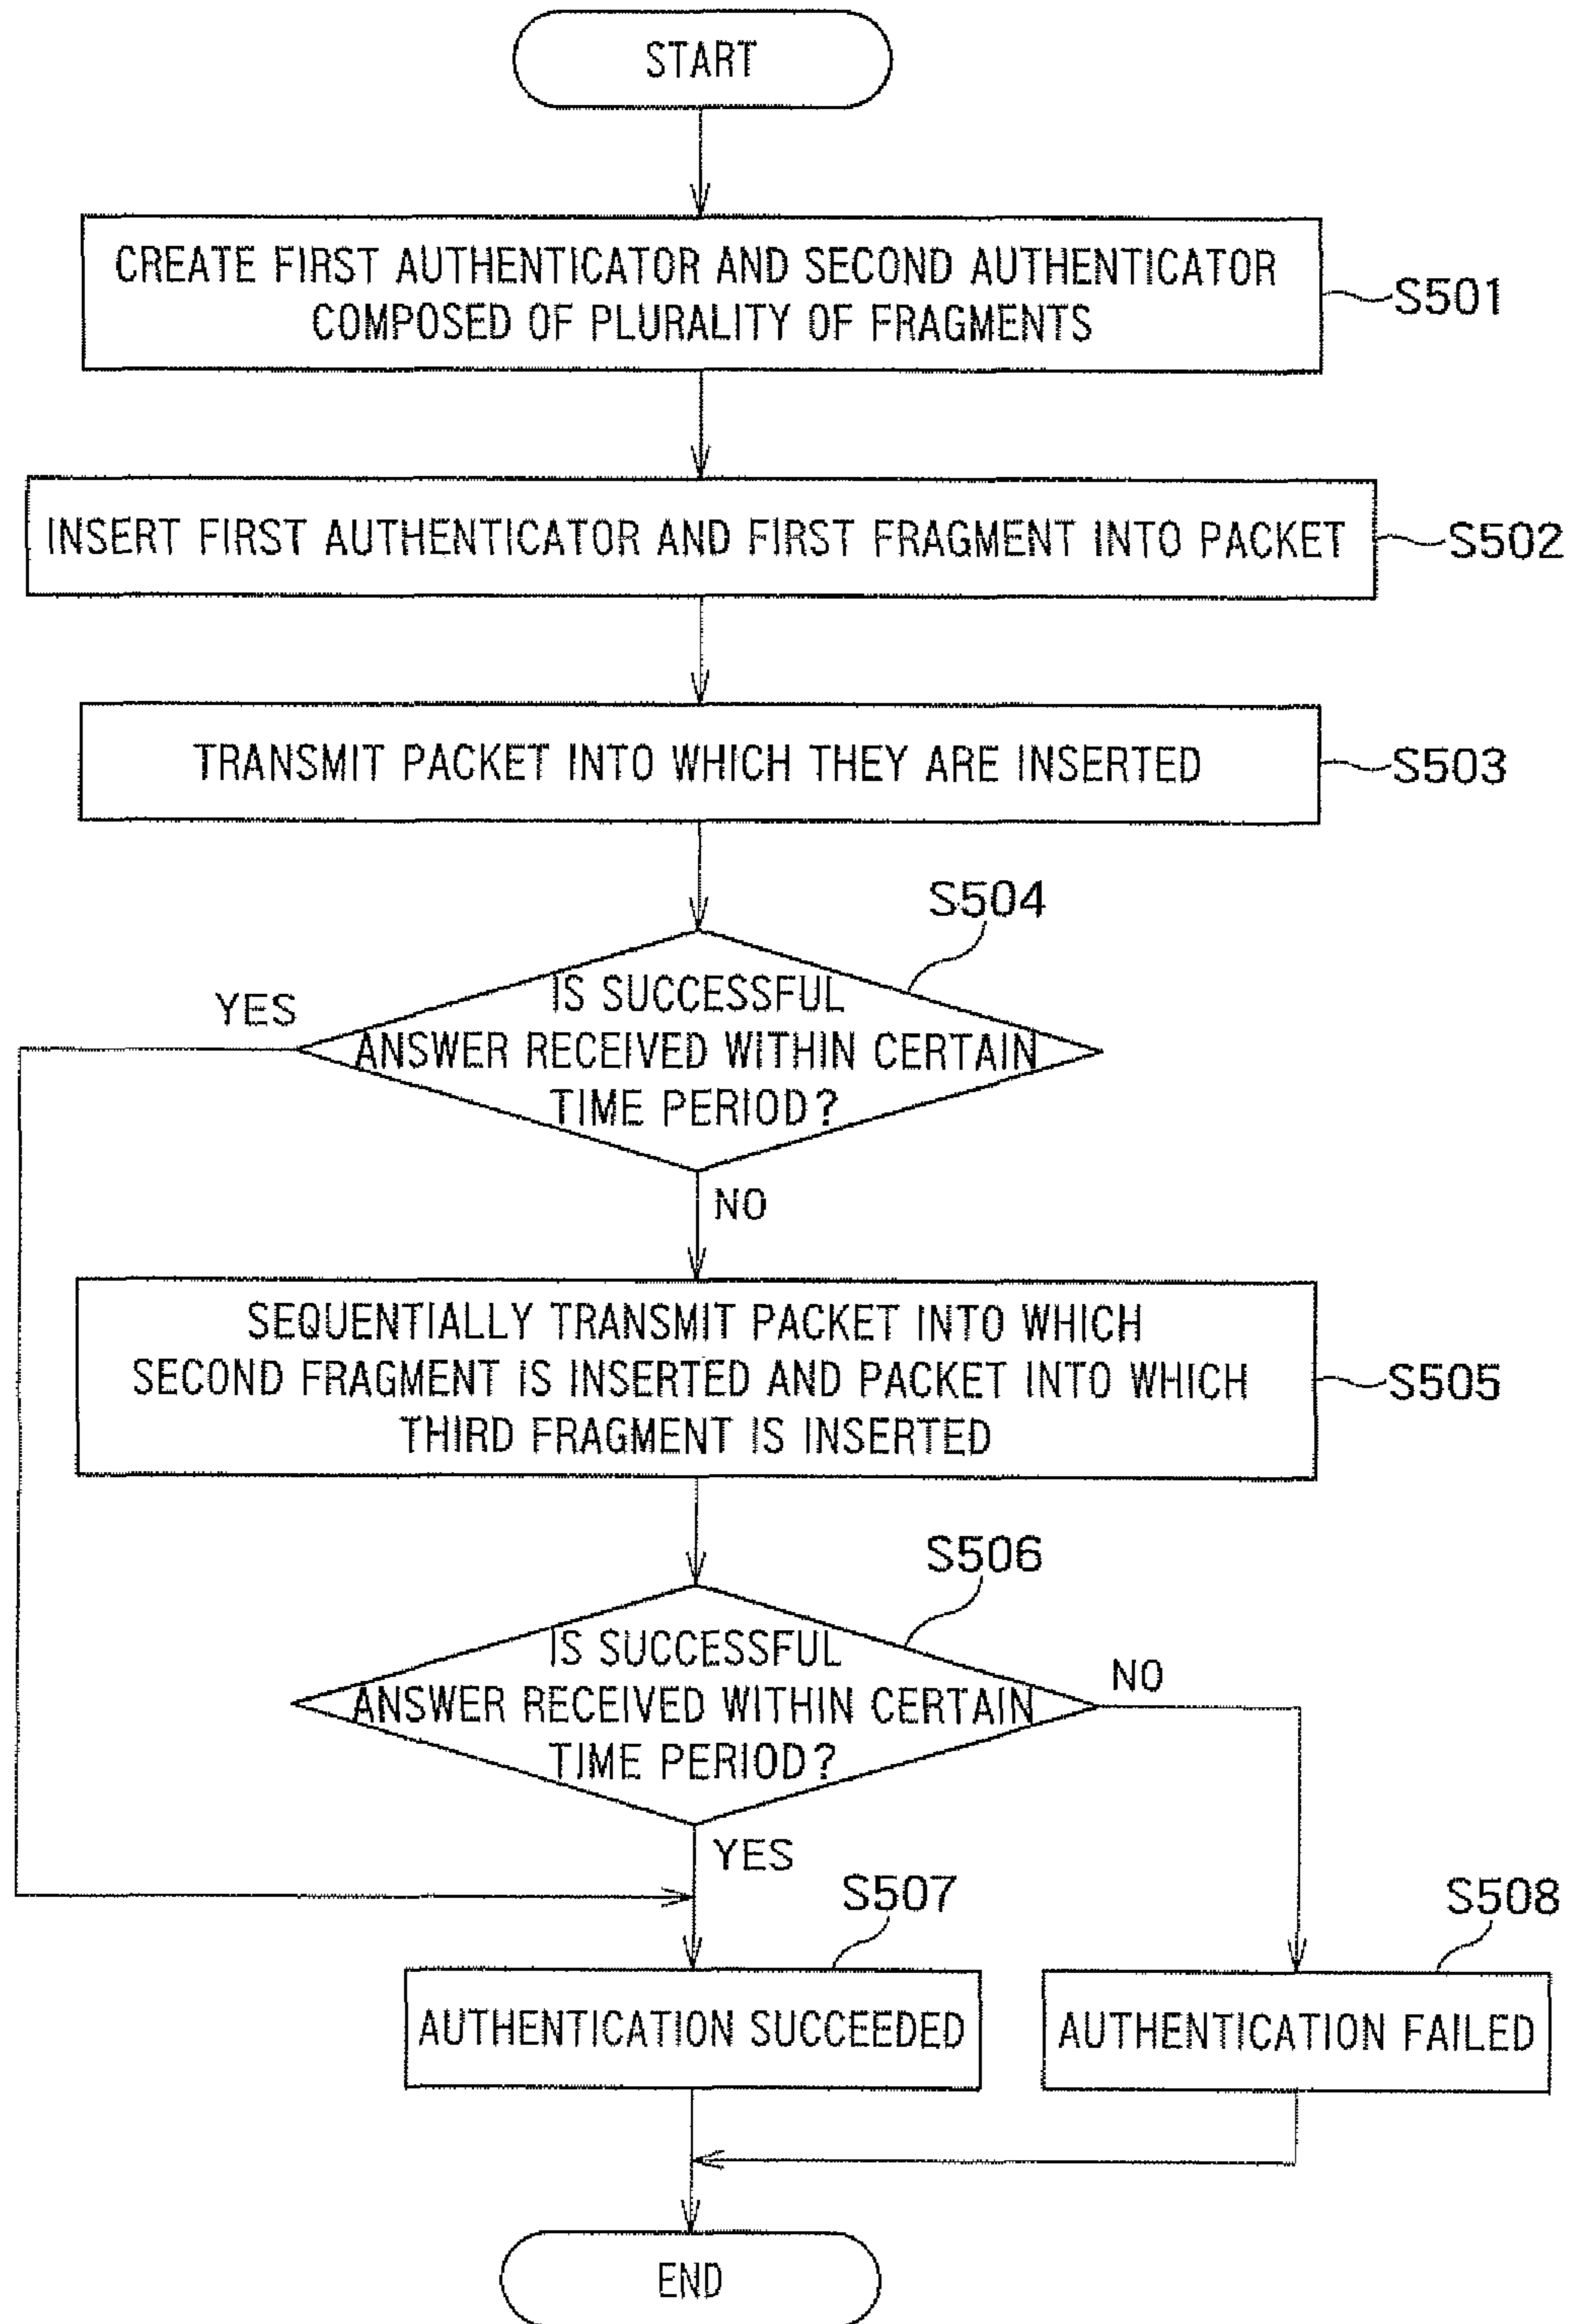 START
CREATE FIRST AUTHENTICATOR AND SECOND AUTHENTICATOR
COMPOSED OF PLURALITY OF FRAGMENTS
S501
INSERT FIRST AUTHENTICATOR AND FIRST FRAGMENT INTO PACKET
S502
TRANSMIT PACKET INTO WHICH THEY ARE INSERTED
S503
S504
IS SUCCESSFUL
ANSWER RECEIVED WITHIN CERTAIN
TIME PERIOD?
YES
NO
SEQUENTIALLY TRANSMIT PACKET INTO WHICH
SECOND FRAGMENT IS INSERTED AND PACKET INTO WHICH
THIRD FRAGMENT IS INSERTED
S505
S506
IS SUCCESSFUL
ANSWER RECEIVED WITHIN CERTAIN
TIME PERIOD?
NO
YES
S507
AUTHENTICATION SUCCEEDED
S508
AUTHENTICATION FAILED
END